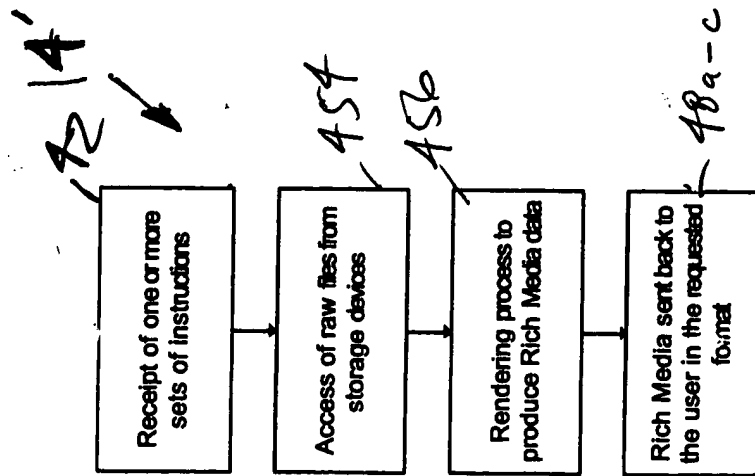 42
14'
Receipt of one or more
sets of instructions
454
Access of raw files from
storage devices
456
Rendering process to
produce Rich Media data
48a-c
Rich Media sent back to
the user in the requested
format